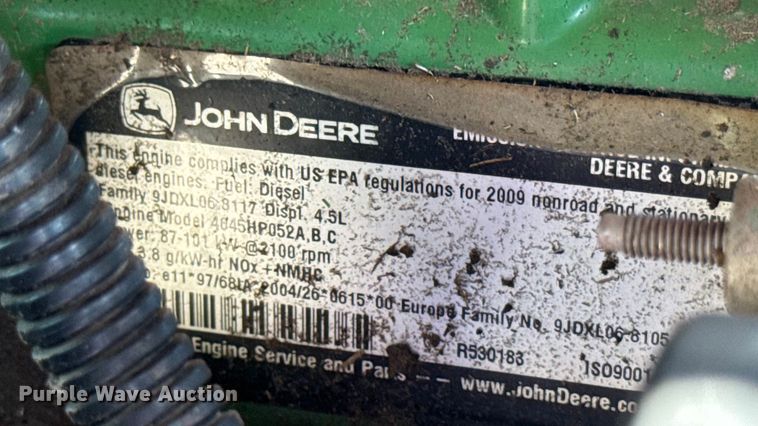 JOHN DEERE
DEERE & COMP
This engine complies with US EPA regulations for 2009 nonroad and stationary
diesel engines. Fuel: Diesel
Family 9JDXL06.8117 Displ. 4.5L
Engine Model 4045HP052A,B,C
ower: 87-101 kW @2100 rpm
3.8 g/kw-hr NOx +NMHC
e11*97/68IA*2004/26*0615*00 Europe Family No. 9JDXL06-8105
R530183
ISO9001
Engine Service and Parts -- www.JohnDeere.co
Purple Wave Auction